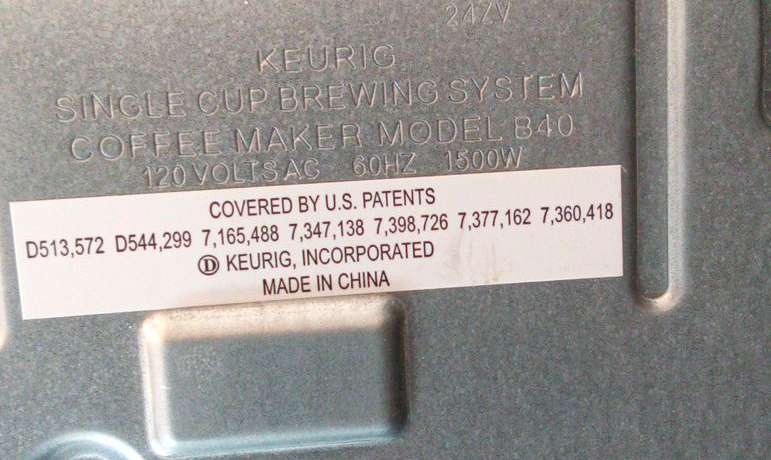 247V
KEURIG
SINGLE CUP BREWING SYSTEM
COFFEE MAKER MODEL B40
120 VOLTS AC 60HZ 1500W
COVERED BY U.S. PATENTS
D513,572 D544,299 7,165,488 7,347,138 7,398,726 7,377,162 7,360,418
D KEURIG, INCORPORATED
MADE IN CHINA